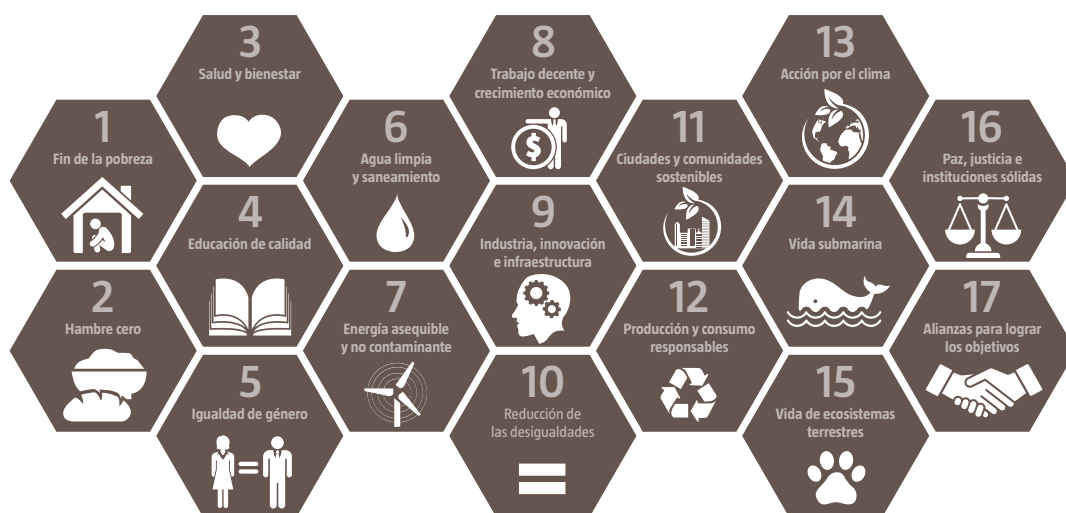 1
Fin de la pobreza
2
Hambre cero
3
Salud y bienestar
4
Educación de calidad
5
Igualdad de género
6
Agua limpia
y saneamiento
7
Energía asequible
y no contaminante
8
Trabajo decente y
crecimiento económico
$
9
Industria, innovación
e infraestructura
10
Reducción de
las desigualdades
11
Ciudades y comunidades
sostenibles
12
Producción y consumo
responsables
13
Acción por el clima
14
Vida submarina
15
Vida de ecosistemas
terrestres
16
Paz, justicia e
instituciones sólidas
17
Alianzas para lograr
los objetivos